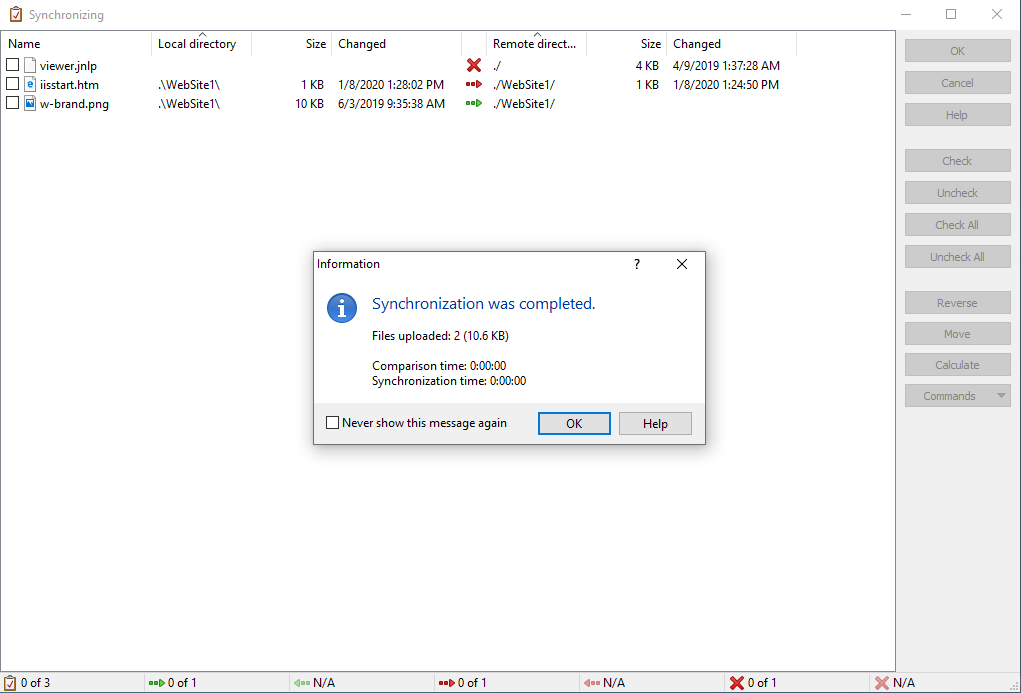 Synchronizing
Name Local directory Size Changed Remote direct... Size Changed
viewer.jnlp ./ 4 KB 4/9/2019 1:37:28 AM
iisstart.htm .\WebSite1\ 1 KB 1/8/2020 1:28:02 PM ./WebSite1/ 1 KB 1/8/2020 1:24:50 PM
w-brand.png .\WebSite1\ 10 KB 6/3/2019 9:35:38 AM ./WebSite1/
OK
Cancel
Help
Check
Uncheck
Check All
Uncheck All
Reverse
Move
Calculate
Commands
Information ?
Synchronization was completed.
Files uploaded: 2 (10.6 KB)
Comparison time: 0:00:00
Synchronization time: 0:00:00
Never show this message again OK Help
0 of 3 0 of 1 N/A 0 of 1 N/A 0 of 1 N/A